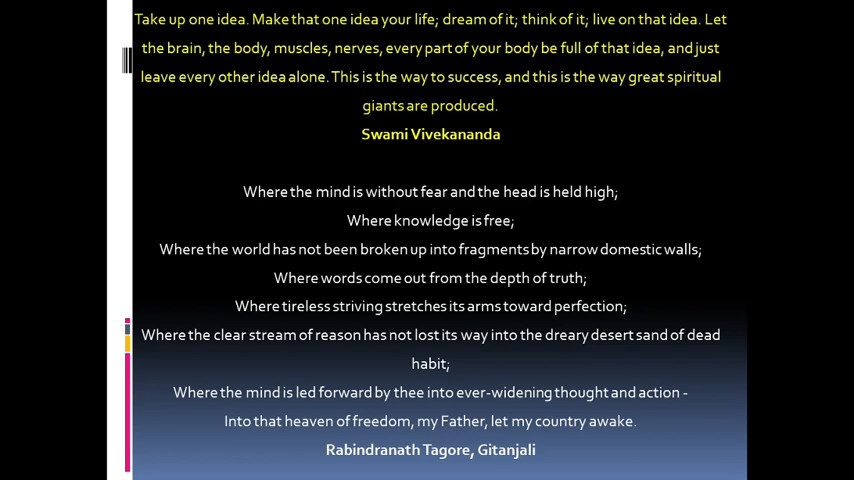 Take up one idea. Make that one idea your life; dream of it; think of it; live on that idea. Let
the brain, the body, muscles, nerves, every part of your body be full of that idea, and just
leave every other idea alone. This is the way to success, and this is the way great spiritual
giants are produced.
Swami Vivekananda
Where the mind is without fear and the head is held high;
Where knowledge is free;
Where the world has not been broken up into fragments by narrow domestic walls;
Where words come out from the depth of truth;
Where tireless striving stretches its arms toward perfection;
Where the clear stream of reason has not lost its way into the dreary desert sand of dead
habit;
Where the mind is led forward by thee into ever-widening thought and action -
Into that heaven of freedom, my Father, let my country awake.
Rabindranath Tagore, Gitanjali